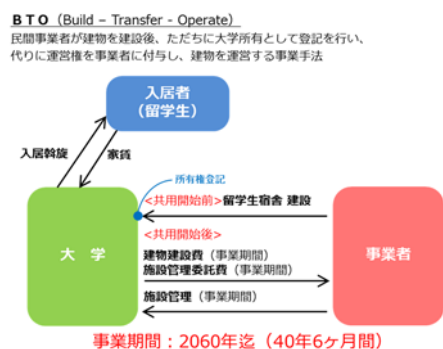 BTO（Build – Transfer - Operate）
民間事業者が建物を建設後、ただちに大学所有として登記を行い、
代りに運営権を事業者に付与し、建物を運営する事業手法
入居者
（留学生）
入居斡旋
家賃
所有権登記
<共用開始前>留学生宿舎 建設
<共用開始後>
大 学
事業者
建物建設費（事業期間）
施設管理委託費（事業期間）
施設管理（事業期間）
事業期間：2060年迄（40年6ヶ月間）